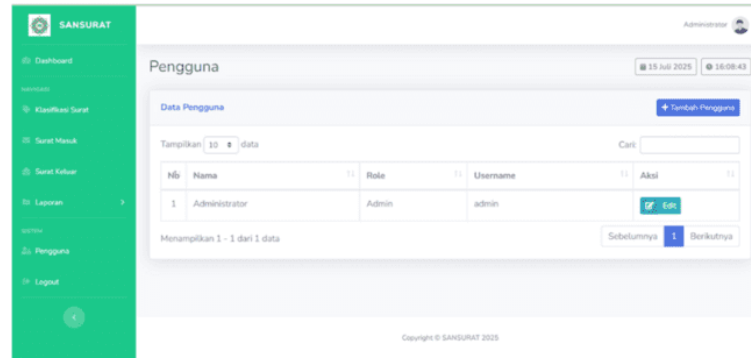 SANSURAT
Administrator
Dashboard
Pengguna
15 Juli 2025
16:08:43
NAVIGASI
Klasifikasi Surat
Data Pengguna
+ Tambah Pengguna
Surat Masuk
Tampilkan 10 data
Cari:
Surat Keluar
No Nama Role Username Aksi
Laporan
1 Administrator Admin admin Edit
SISTEM
Menampilkan 1 - 1 dari 1 data
Sebelumnya 1 Berikutnya
Pengguna
Logout
Copyright © SANSURAT 2025